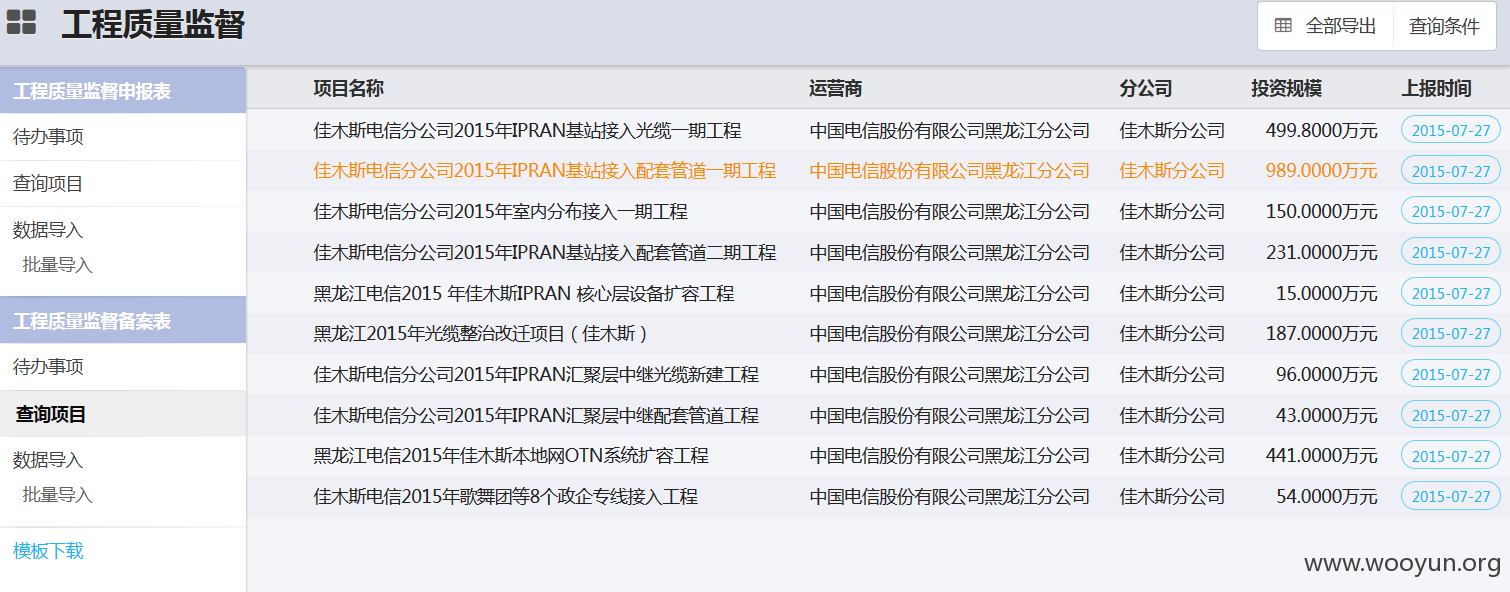 工程质量监督
全部导出 查询条件
工程质量监督申报表
待办事项
查询项目
数据导入
批量导入
工程质量监督备案表
待办事项
查询项目
数据导入
批量导入
模板下载
项目名称 运营商 分公司 投资规模 上报时间
佳木斯电信分公司2015年IPRAN基站接入光缆一期工程 中国电信股份有限公司黑龙江分公司 佳木斯分公司 499.8000万元 2015-07-27
佳木斯电信分公司2015年IPRAN基站接入配套管道一期工程 中国电信股份有限公司黑龙江分公司 佳木斯分公司 989.0000万元 2015-07-27
佳木斯电信分公司2015年室内分布接入一期工程 中国电信股份有限公司黑龙江分公司 佳木斯分公司 150.0000万元 2015-07-27
佳木斯电信分公司2015年IPRAN基站接入配套管道二期工程 中国电信股份有限公司黑龙江分公司 佳木斯分公司 231.0000万元 2015-07-27
黑龙江电信2015 年佳木斯IPRAN 核心层设备扩容工程 中国电信股份有限公司黑龙江分公司 佳木斯分公司 15.0000万元 2015-07-27
黑龙江2015年光缆整治改迁项目（佳木斯） 中国电信股份有限公司黑龙江分公司 佳木斯分公司 187.0000万元 2015-07-27
佳木斯电信分公司2015年IPRAN汇聚层中继光缆新建工程 中国电信股份有限公司黑龙江分公司 佳木斯分公司 96.0000万元 2015-07-27
佳木斯电信分公司2015年IPRAN汇聚层中继配套管道工程 中国电信股份有限公司黑龙江分公司 佳木斯分公司 43.0000万元 2015-07-27
黑龙江电信2015年佳木斯本地网OTN系统扩容工程 中国电信股份有限公司黑龙江分公司 佳木斯分公司 441.0000万元 2015-07-27
佳木斯电信2015年歌舞团等8个政企专线接入工程 中国电信股份有限公司黑龙江分公司 佳木斯分公司 54.0000万元 2015-07-27
www.wooyun.org